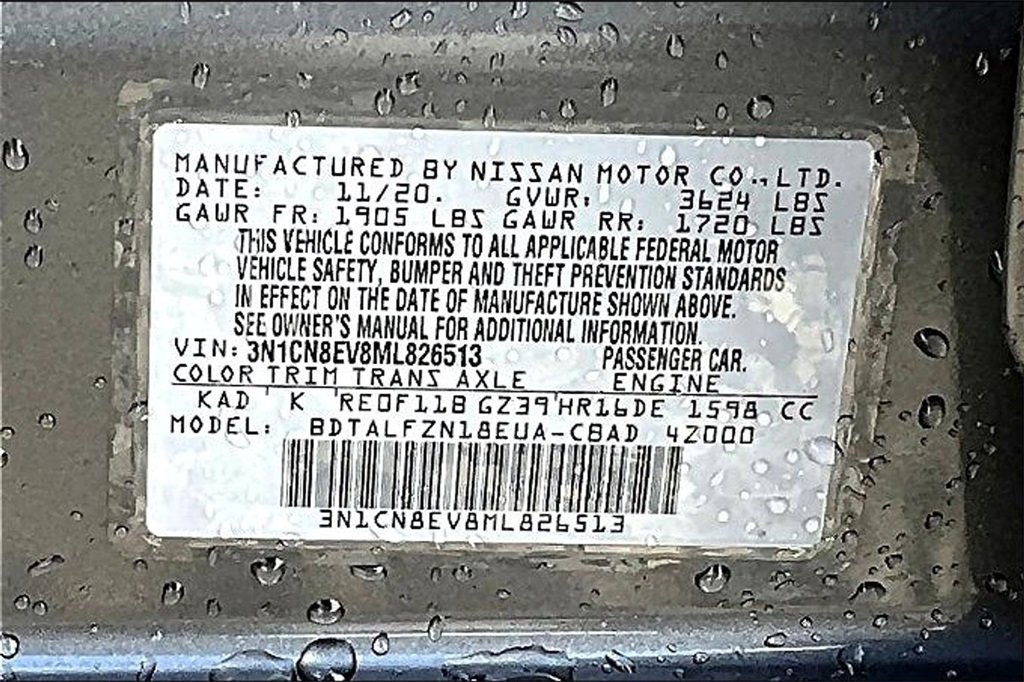 MANUFACTURED BY NISSAN MOTOR CO., LTD.
DATE: 11/20. GVWR: 3624 LBS
GAWR FR: 1905 LBS GAWR RR: 1720 LBS
THIS VEHICLE CONFORMS TO ALL APPLICABLE FEDERAL MOTOR
VEHICLE SAFETY, BUMPER AND THEFT PREVENTION STANDARDS
IN EFFECT ON THE DATE OF MANUFACTURE SHOWN ABOVE.
SEE OWNER'S MANUAL FOR ADDITIONAL INFORMATION.
VIN: 3N1CN8EV8ML826513 PASSENGER CAR.
COLOR TRIM TRANS AXLE ENGINE
KAD K RE0F11B GZ39 HR16DE 1598 CC
MODEL: BDTALFZN18EUA-CBAD 4Z000
3N1CN8EV8ML826513